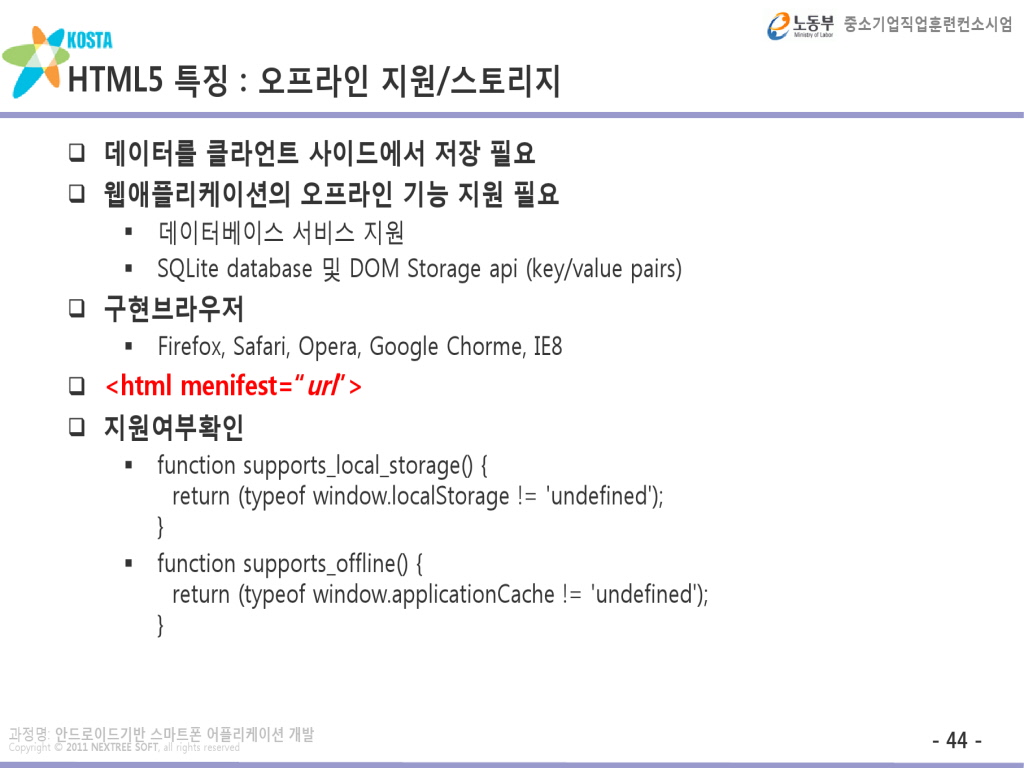 노동부 중소기업직업훈련컨소시엄
Ministry of Labor
KOSTA
HTML5 특징 : 오프라인 지원/스토리지
❑ 데이터를 클라언트 사이드에서 저장 필요
❑ 웹애플리케이션의 오프라인 기능 지원 필요
▪ 데이터베이스 서비스 지원
▪ SQLite database 및 DOM Storage api (key/value pairs)
❑ 구현브라우저
▪ Firefox, Safari, Opera, Google Chorme, IE8
❑ <html menifest=“url”>
❑ 지원여부확인
▪ function supports_local_storage() {
return (typeof window.localStorage != 'undefined');
}
▪ function supports_offline() {
return (typeof window.applicationCache != 'undefined');
}
과정명: 안드로이드기반 스마트폰 어플리케이션 개발
Copyright © 2011 NEXTREE SOFT, all rights reserved
- 44 -